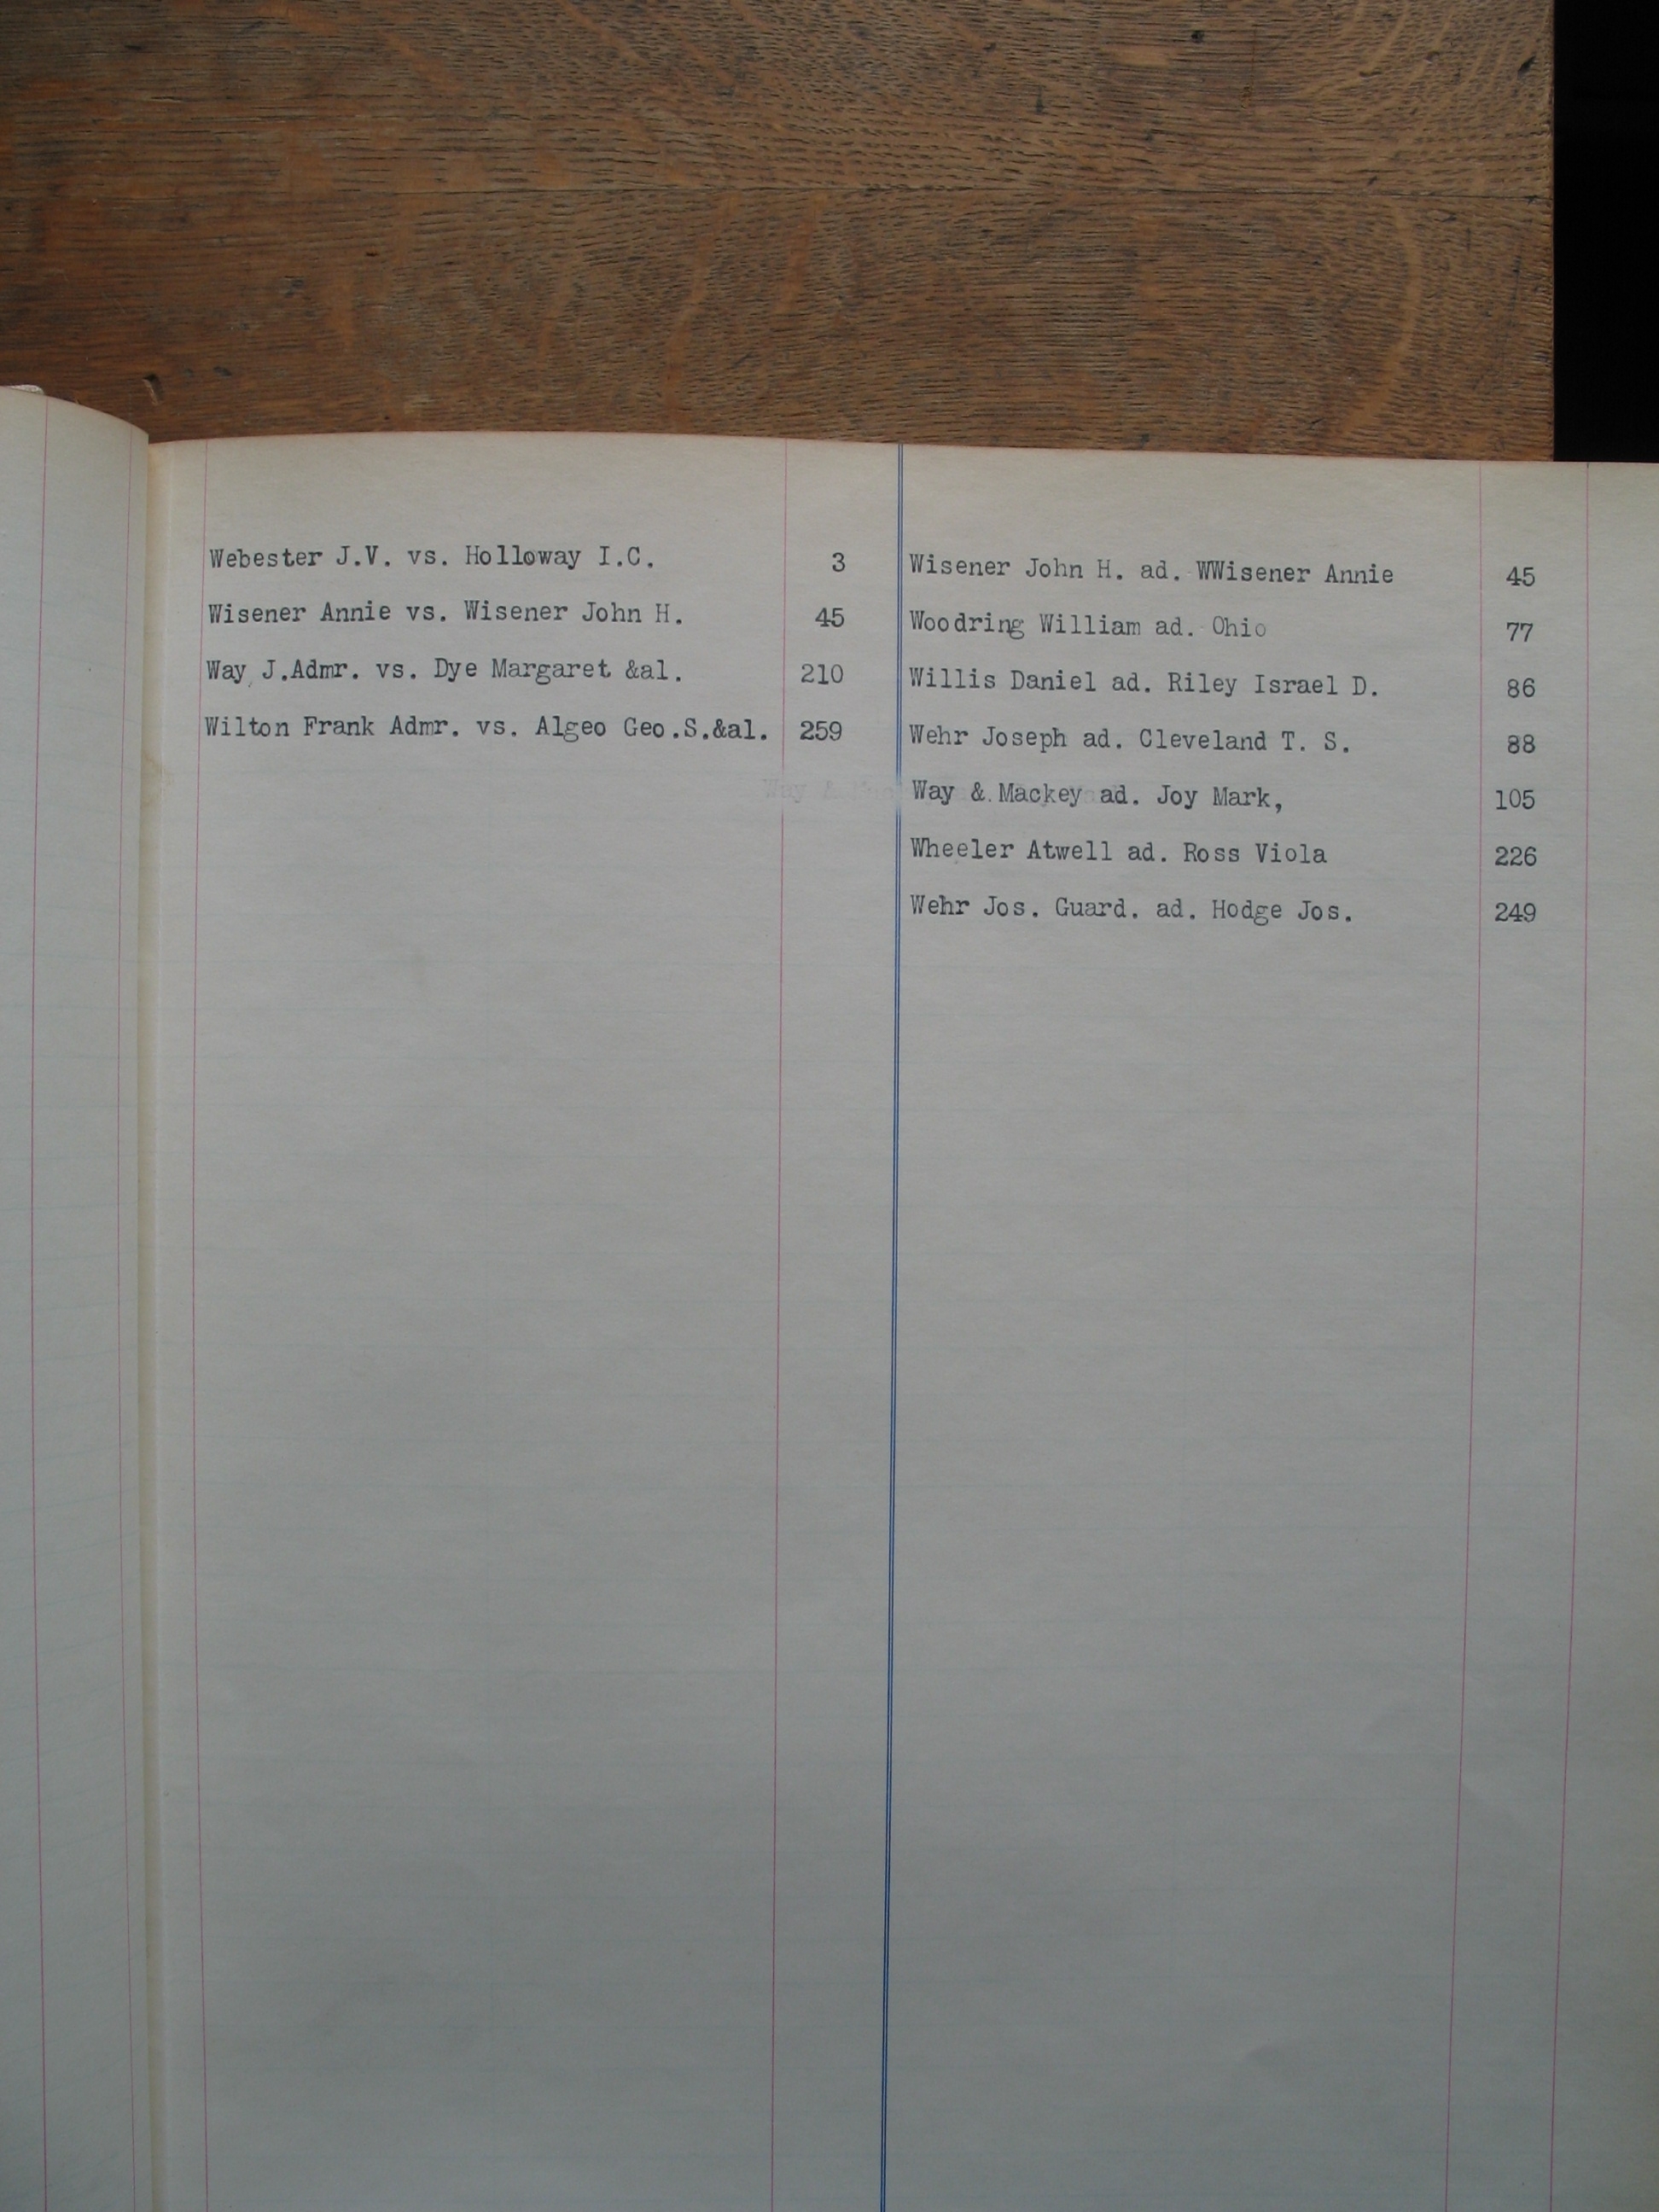 Webester J.V. vs. Holloway I.C. 3
Wisener Annie vs. Wisener John H. 45
Way J.Admr. vs. Dye Margaret &al. 210
Wilton Frank Admr. vs. Algeo Geo.S.&al. 259
Wisener John H. ad. WWisener Annie 45
Woodring William ad. Ohio 77
Willis Daniel ad. Riley Israel D. 86
Wehr Joseph ad. Cleveland T. S. 88
Way & Mackey ad. Joy Mark, 105
Wheeler Atwell ad. Ross Viola 226
Wehr Jos. Guard. ad. Hodge Jos. 249